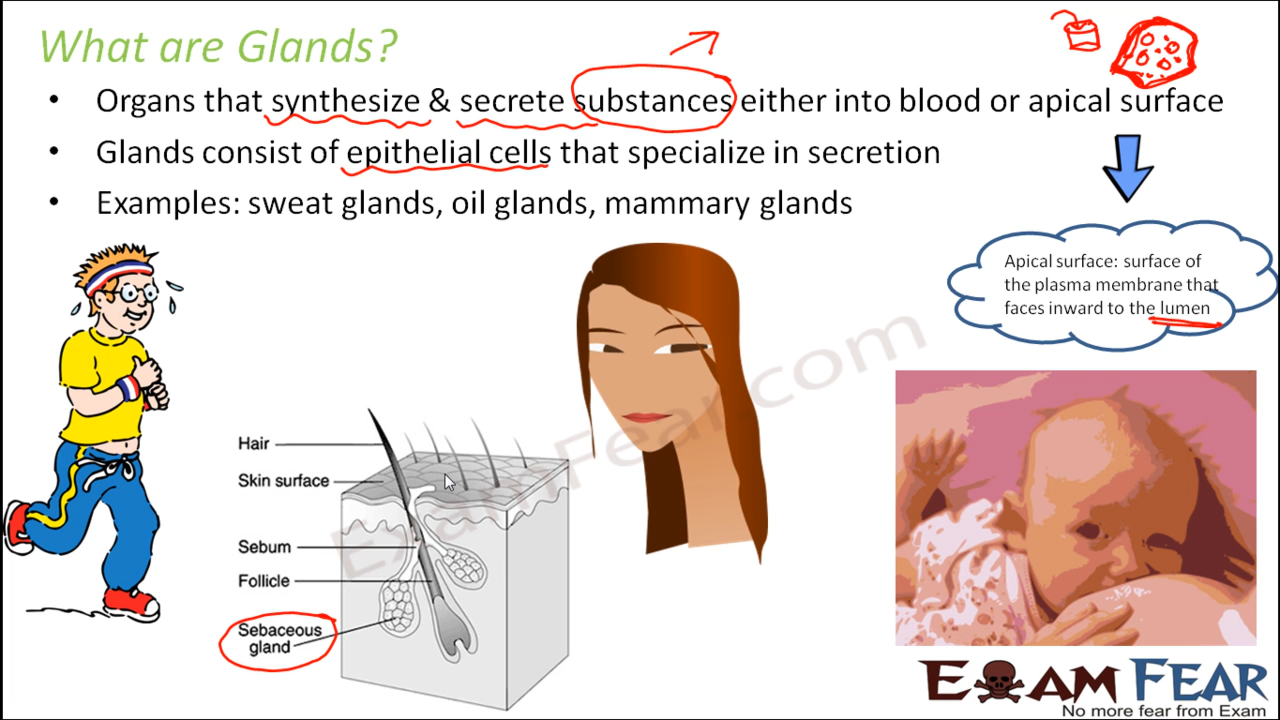 What are Glands?
• Organs that synthesize & secrete substances either into blood or apical surface
• Glands consist of epithelial cells that specialize in secretion
• Examples: sweat glands, oil glands, mammary glands
Apical surface: surface of
the plasma membrane that
faces inward to the lumen
Hair
Skin surface
Sebum
Follicle
Sebaceous
gland
ExamFear.com
EXAM FEAR
No more fear from Exam